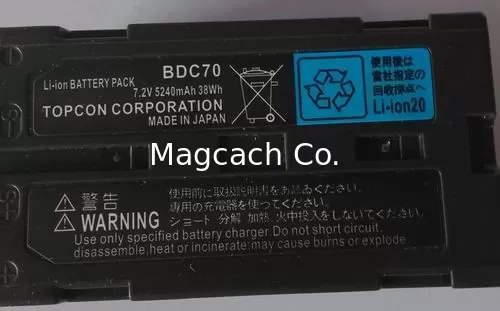 BDC70
Li-ion BATTERY PACK
7.2V 5240mAh 38Wh
TOPCON CORPORATION
MADE IN JAPAN
使用後は
貴社指定の
回収拠点へ
Li-ion20
Magcach Co.
警告
WARNING
使用前に取扱説明書をお読みください。
専用の充電器を使ってください。
ショート 分解 加熱、火中投入をしないでください。
Use only specified battery charger.Do not short circuit,
disassemble,heat or incinerate;may cause burns or explode.